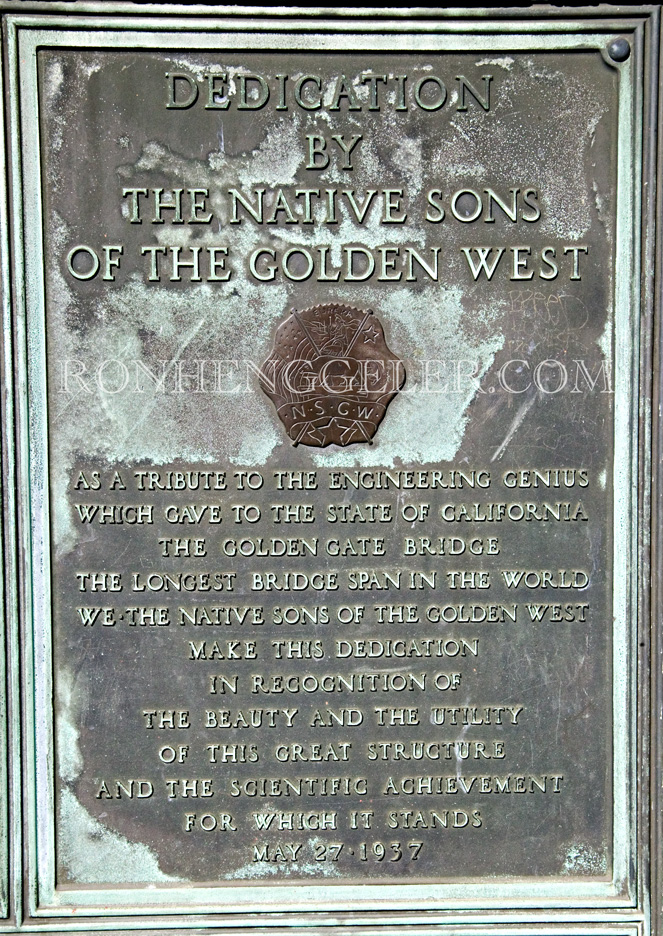 DEDICATION
BY
THE NATIVE SONS
OF THE GOLDEN WEST
RONHENGGELER.COM
·N·S·G·W·
AS A TRIBUTE TO THE ENGINEERING GENIUS
WHICH GAVE TO THE STATE OF CALIFORNIA
THE GOLDEN GATE BRIDGE
THE LONGEST BRIDGE SPAN IN THE WORLD
WE·THE NATIVE SONS OF THE GOLDEN WEST
MAKE THIS DEDICATION
IN RECOGNITION OF
THE BEAUTY AND THE UTILITY
OF THIS GREAT STRUCTURE
AND THE SCIENTIFIC ACHIEVEMENT
FOR WHICH IT STANDS
MAY 27·1937